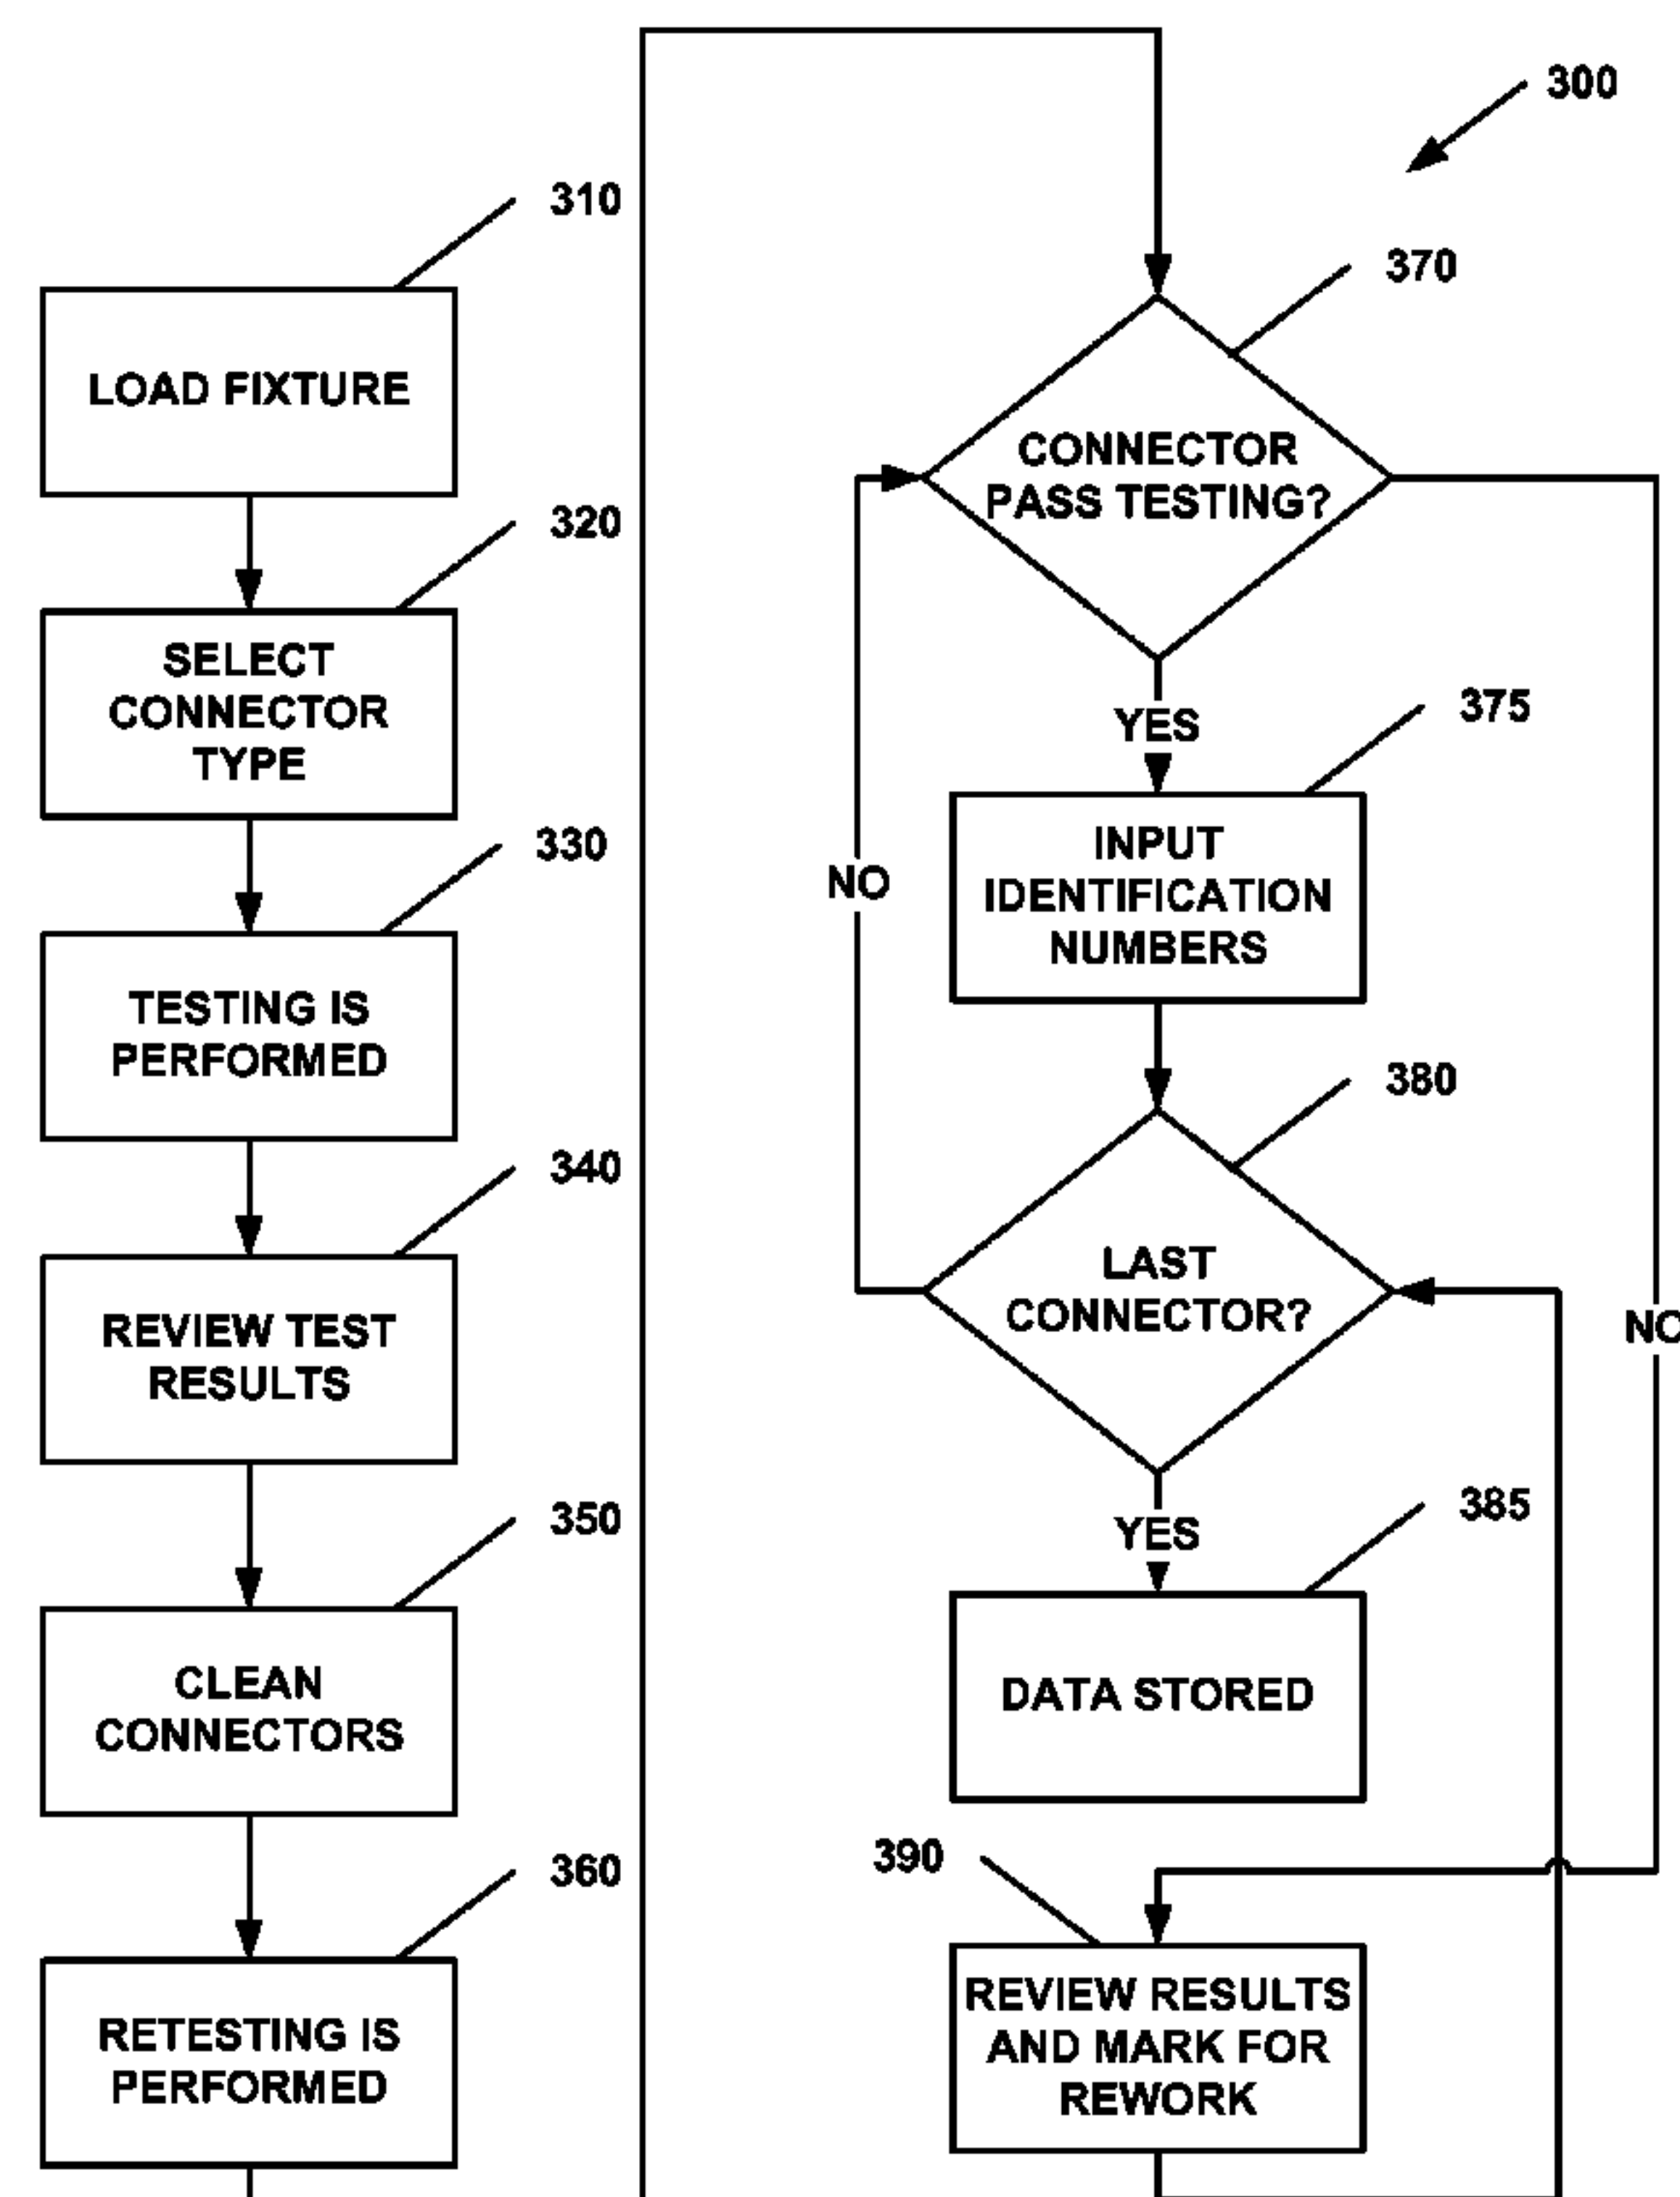 300
310
LOAD FIXTURE
320
SELECT
CONNECTOR
TYPE
330
TESTING IS
PERFORMED
340
REVIEW TEST
RESULTS
350
CLEAN
CONNECTORS
360
RETESTING IS
PERFORMED
370
CONNECTOR
PASS TESTING?
YES
NO
375
INPUT
IDENTIFICATION
NUMBERS
NO
380
LAST
CONNECTOR?
YES
385
DATA STORED
390
REVIEW RESULTS
AND MARK FOR
REWORK